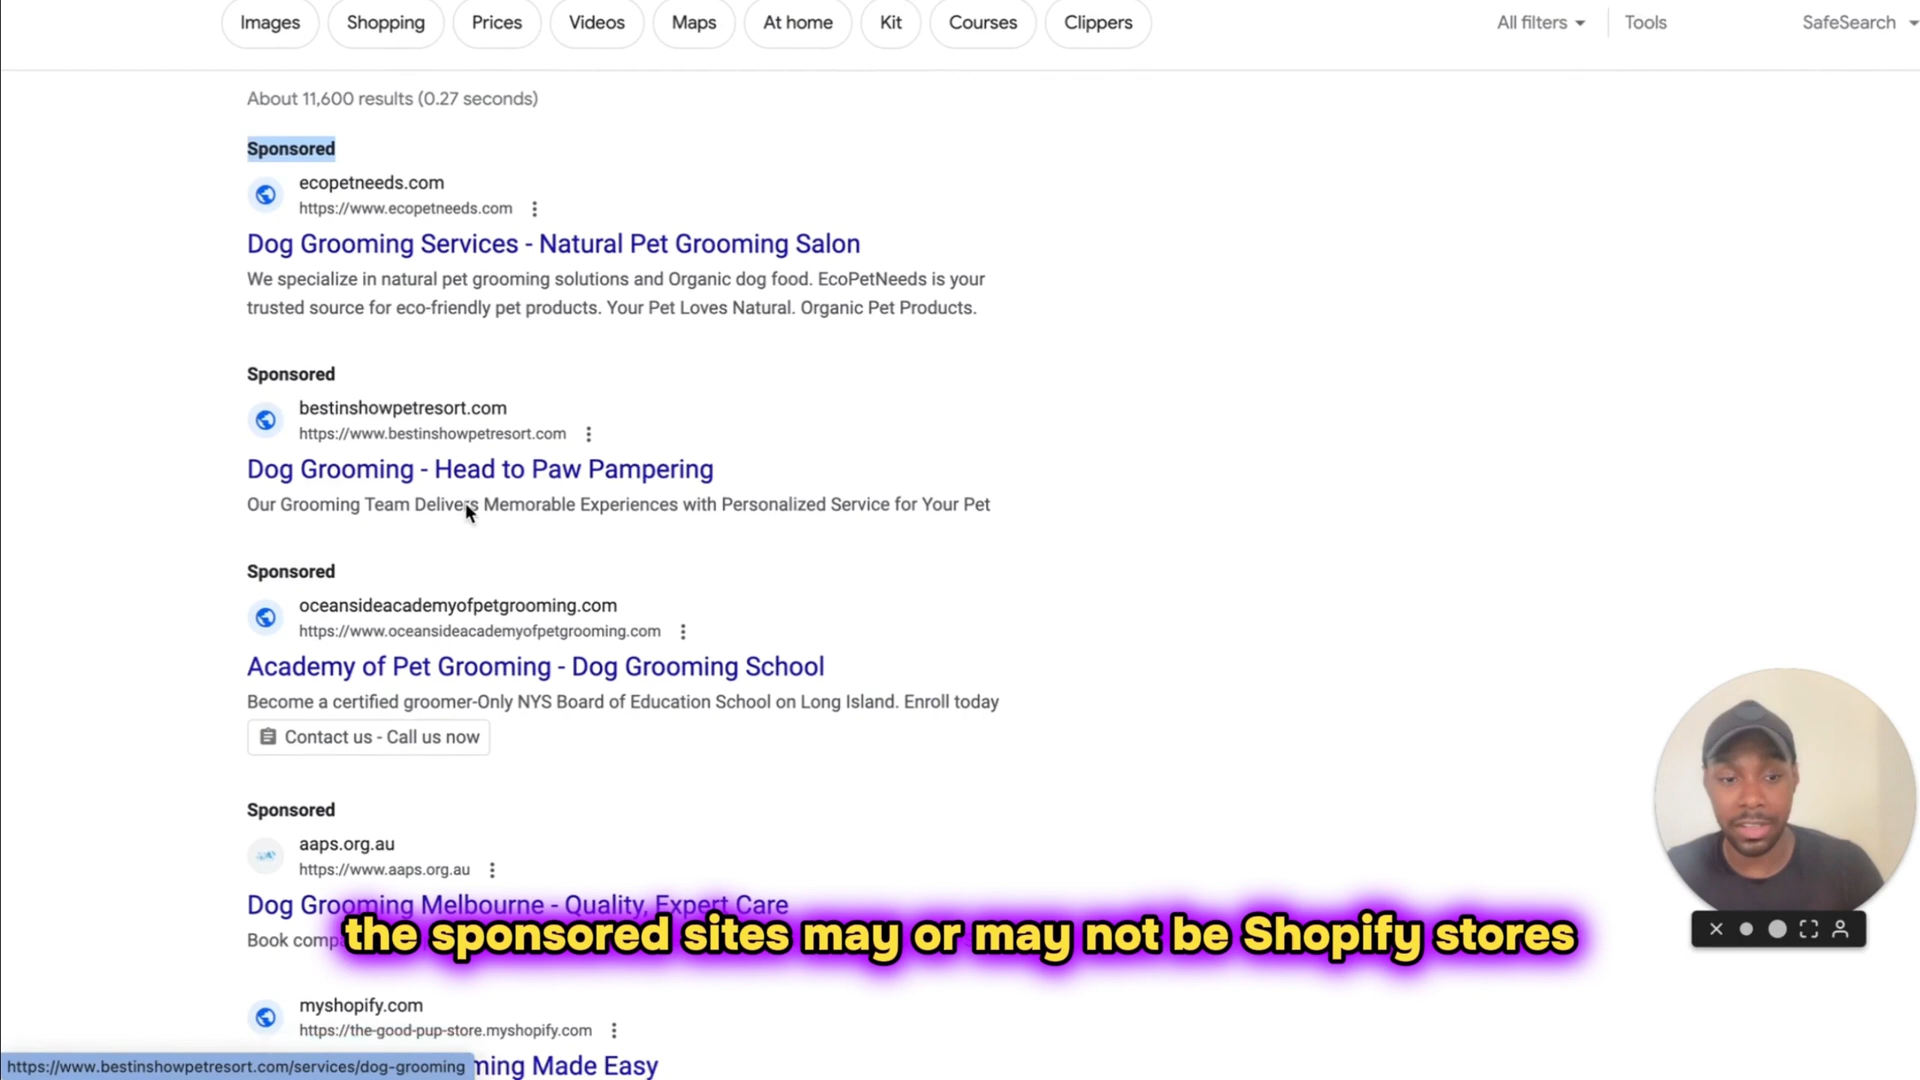 Images Shopping Prices Videos Maps At home Kit Courses Clippers All filters Tools SafeSearch
About 11,600 results (0.27 seconds)
Sponsored
ecopetneeds.com
https://www.ecopetneeds.com
Dog Grooming Services - Natural Pet Grooming Salon
We specialize in natural pet grooming solutions and Organic dog food. EcoPetNeeds is your
trusted source for eco-friendly pet products. Your Pet Loves Natural. Organic Pet Products.
Sponsored
bestinshowpetresort.com
https://www.bestinshowpetresort.com
Dog Grooming - Head to Paw Pampering
Our Grooming Team Delivers Memorable Experiences with Personalized Service for Your Pet
Sponsored
oceansideacademyofpetgrooming.com
https://www.oceansideacademyofpetgrooming.com
Academy of Pet Grooming - Dog Grooming School
Become a certified groomer-Only NYS Board of Education School on Long Island. Enroll today
Contact us - Call us now
Sponsored
aaps.org.au
https://www.aaps.org.au
Dog Grooming Melbourne - Quality, Expert Care
Book
the sponsored sites may or may not be Shopify stores
myshopify.com
https://the-good-pup-store.myshopify.com
Made Easy
https://www.bestinshowpetresort.com/services/dog-grooming